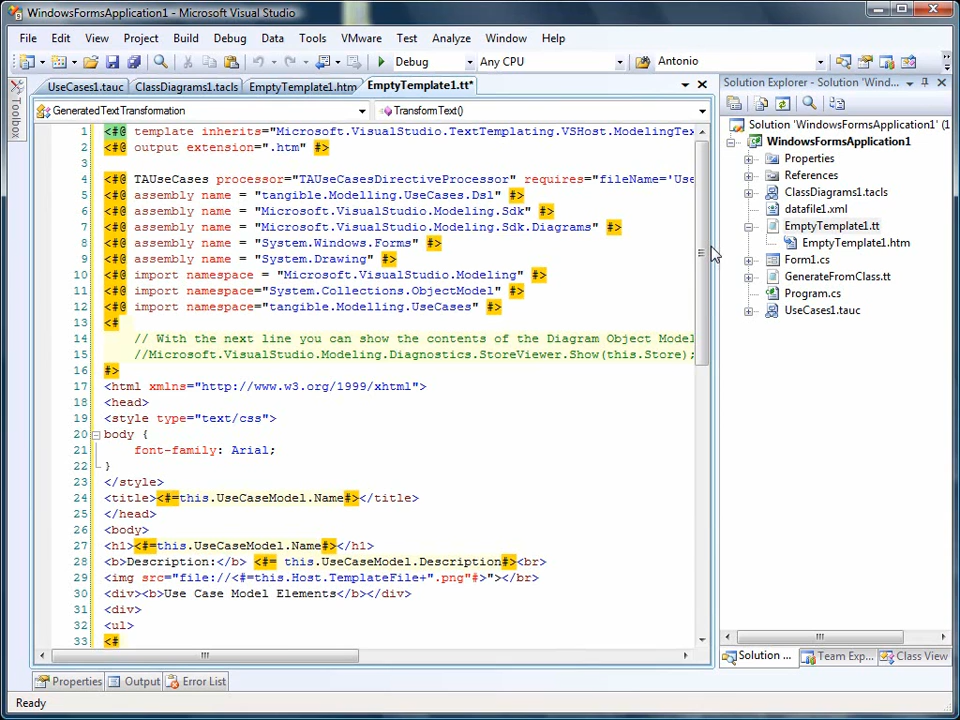 WindowsFormsApplication1 - Microsoft Visual Studio
File Edit View Project Build Debug Data Tools VMware Test Analyze Window Help
Debug Any CPU Antonio
UseCases1.tauc ClassDiagrams1.tacls EmptyTemplate1.htm EmptyTemplate1.tt*
GeneratedTextTransformation TransformText()
Toolbox
1 <#@ template inherits="Microsoft.VisualStudio.TextTemplating.VSHost.ModelingTex
2 <#@ output extension=".htm" #>
3
4 <#@ TAUseCases processor="TAUseCasesDirectiveProcessor" requires="fileName='Use
5 <#@ assembly name = "tangible.Modelling.UseCases.Dsl" #>
6 <#@ assembly name = "Microsoft.VisualStudio.Modeling.Sdk" #>
7 <#@ assembly name = "Microsoft.VisualStudio.Modeling.Sdk.Diagrams" #>
8 <#@ assembly name = "System.Windows.Forms" #>
9 <#@ assembly name = "System.Drawing" #>
10 <#@ import namespace = "Microsoft.VisualStudio.Modeling" #>
11 <#@ import namespace="System.Collections.ObjectModel" #>
12 <#@ import namespace="tangible.Modelling.UseCases" #>
13 <#
14 // With the next line you can show the contents of the Diagram Object Model
15 //Microsoft.VisualStudio.Modeling.Diagnostics.StoreViewer.Show(this.Store);
16 #>
17 <html xmlns="http://www.w3.org/1999/xhtml">
18 <head>
19 <style type="text/css">
20 body {
21 font-family: Arial;
22 }
23 </style>
24 <title><#=this.UseCaseModel.Name#></title>
25 </head>
26 <body>
27 <h1><#=this.UseCaseModel.Name#></h1>
28 <b>Description:</b> <#= this.UseCaseModel.Description#><br>
29 <img src="file://<#=this.Host.TemplateFile+".png"#>"></br>
30 <div><b>Use Case Model Elements</b></div>
31 <div>
32 <ul>
33 <#
Solution Explorer - Solution 'Wind...
Solution 'WindowsFormsApplication1' (1
WindowsFormsApplication1
Properties
References
ClassDiagrams1.tacls
datafile1.xml
EmptyTemplate1.tt
EmptyTemplate1.htm
Form1.cs
GenerateFromClass.tt
Program.cs
UseCases1.tauc
Solution ... Team Exp... Class View
Properties Output Error List
Ready